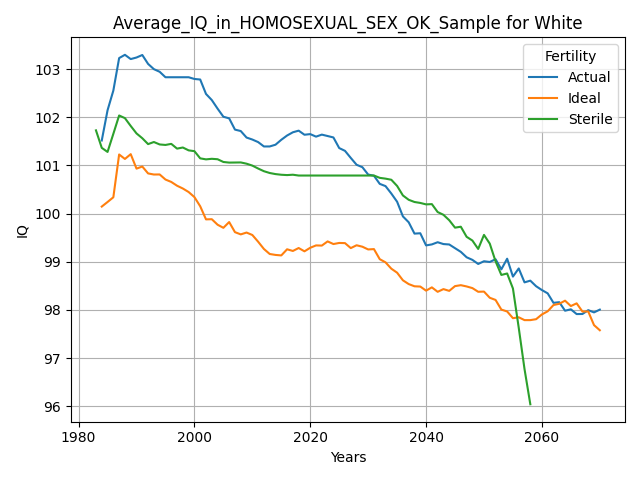 Average_IQ_in_HOMOSEXUAL_SEX_OK_Sample for White
Fertility
Actual
Ideal
Sterile
IQ
103
102
101
100
99
98
97
96
1980
2000
2020
2040
2060
Years